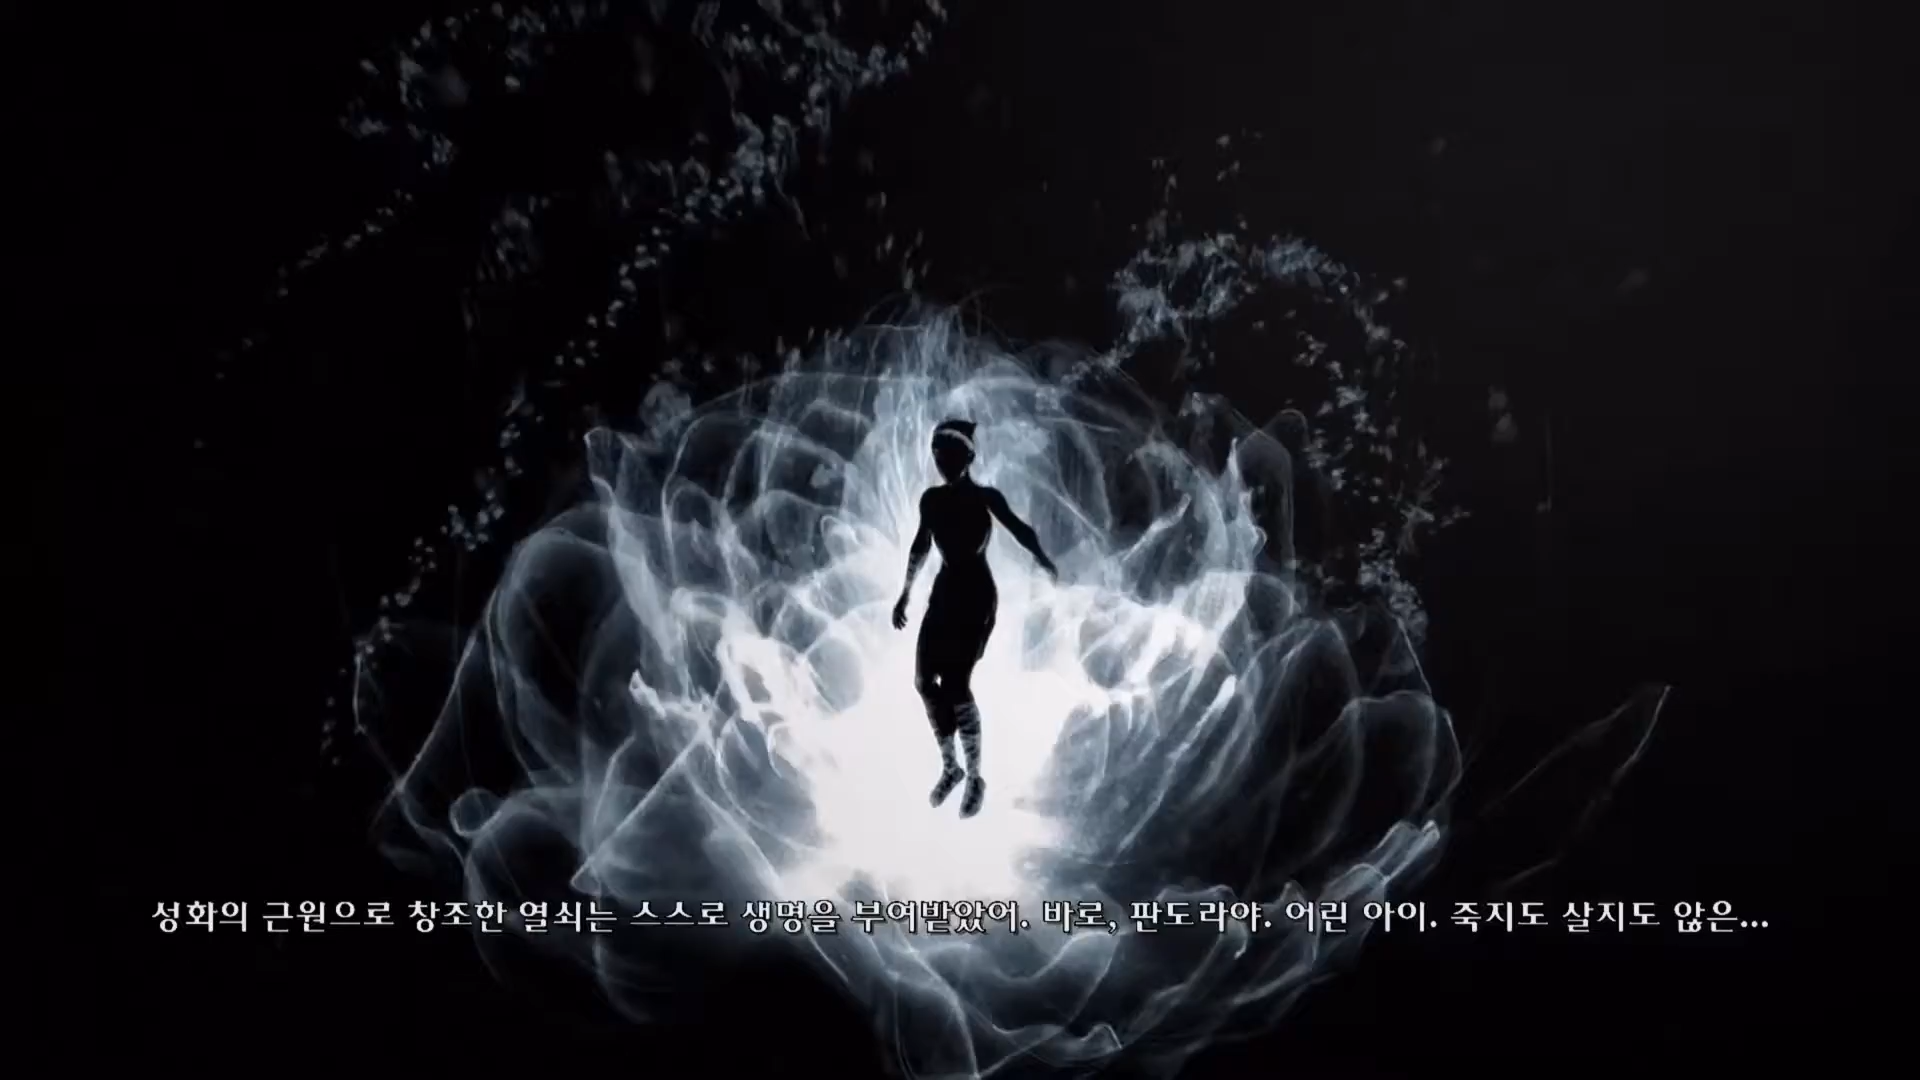 성화의 근원으로 창조한 열쇠는 스스로 생명을 부여받았어. 바로, 판도라야. 어린 아이. 죽지도 살지도 않은...